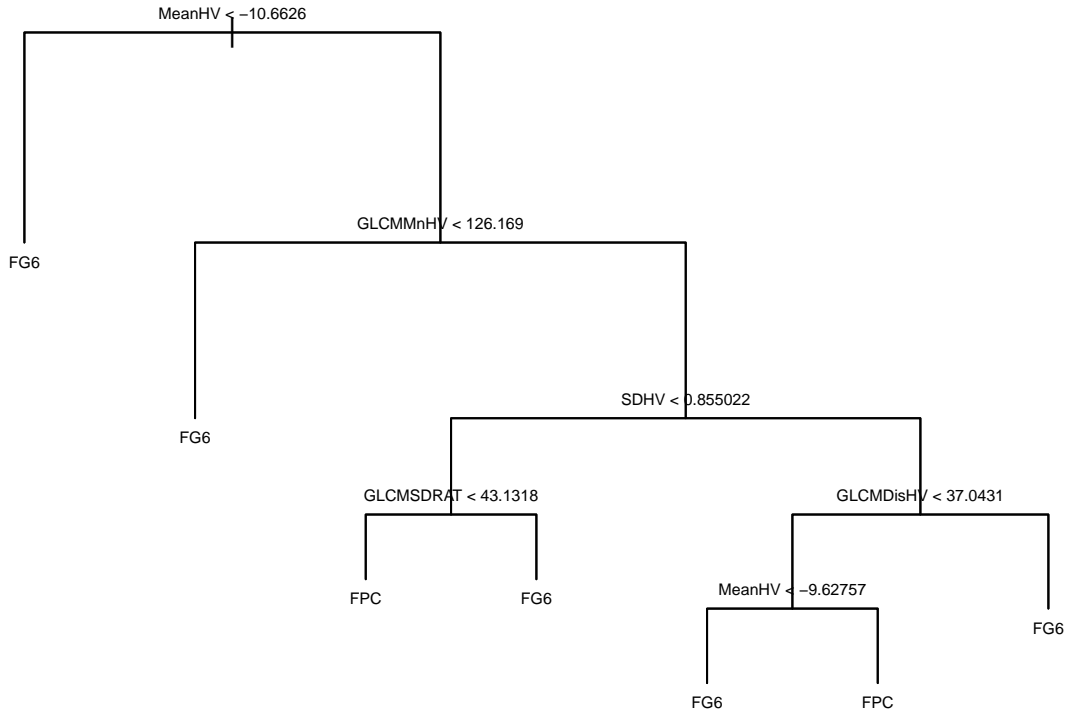 MeanHV < −10.6626
GLCMMnHV < 126.169
FG6
SDHV < 0.855022
FG6
GLCMSDRAT < 43.1318
GLCMDisHV < 37.0431
MeanHV < −9.62757
FPC
FG6
FG6
FG6
FPC